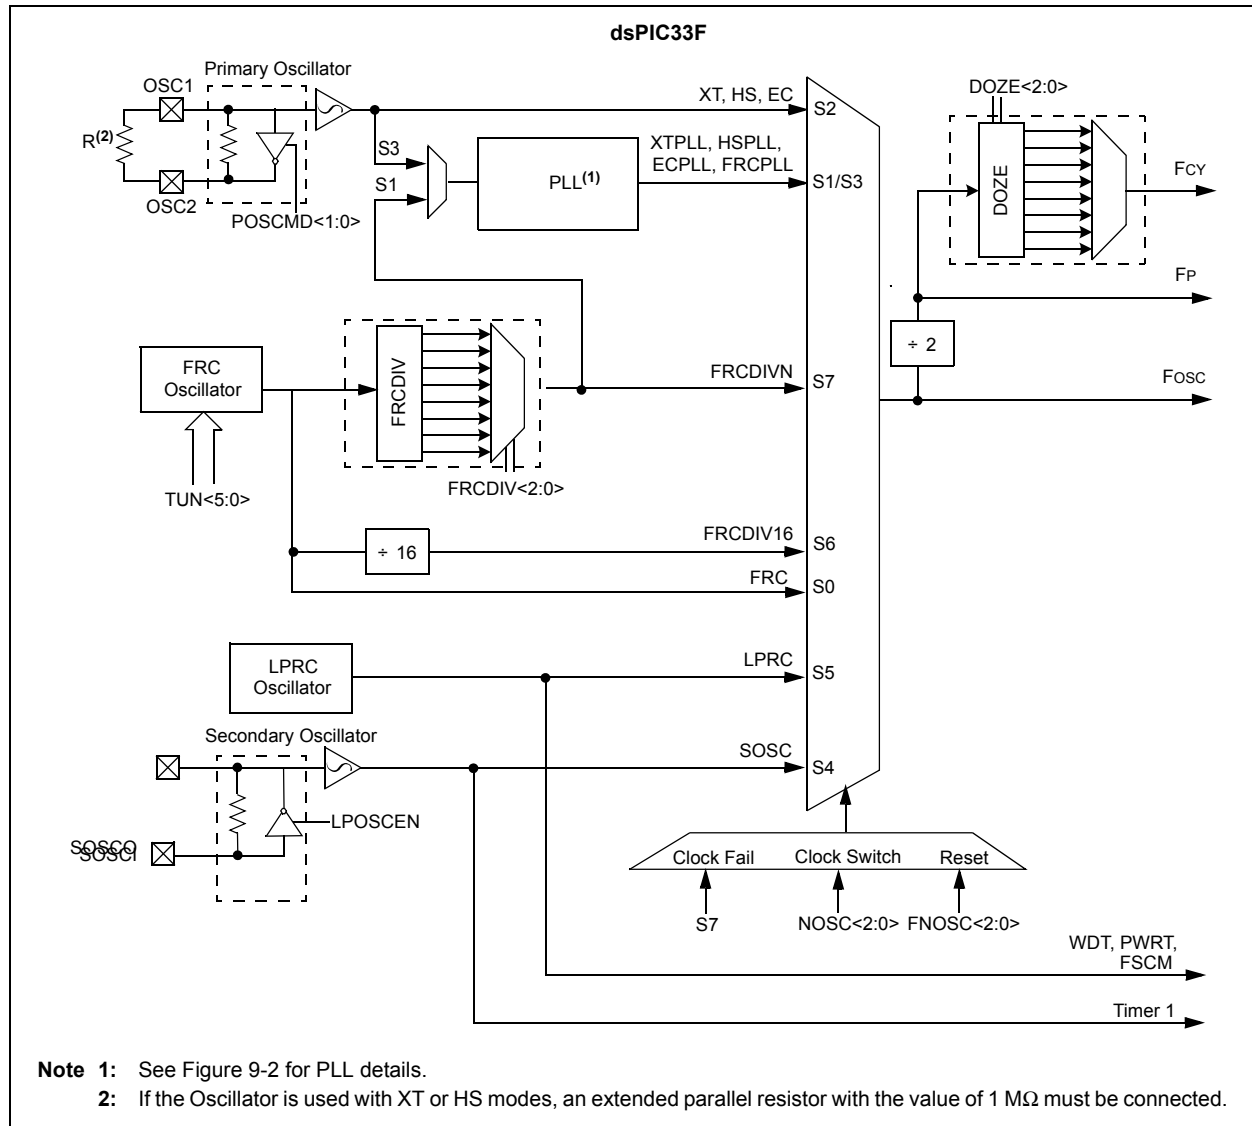 dsPIC33F
Primary Oscillator
OSC1
R(2)
OSC2
POSCMD<1:0>
S3
S1
PLL(1)
XT, HS, EC
XTPLL, HSPLL,
ECPLL, FRCPLL
S2
S1/S3
DOZE<2:0>
DOZE
FCY
FP
÷ 2
FOSC
FRC
Oscillator
TUN<5:0>
FRCDIV
FRCDIV<2:0>
FRCDIVN
S7
÷ 16
FRCDIV16
S6
FRC
S0
LPRC
Oscillator
LPRC
S5
Secondary Oscillator
SOSC
S4
LPOSCEN
SOSCO
SOSCI
Clock Fail
Clock Switch
Reset
S7
NOSC<2:0>
FNOSC<2:0>
WDT, PWRT,
FSCM
Timer 1
Note 1: See Figure 9-2 for PLL details.
2: If the Oscillator is used with XT or HS modes, an extended parallel resistor with the value of 1 MΩ must be connected.